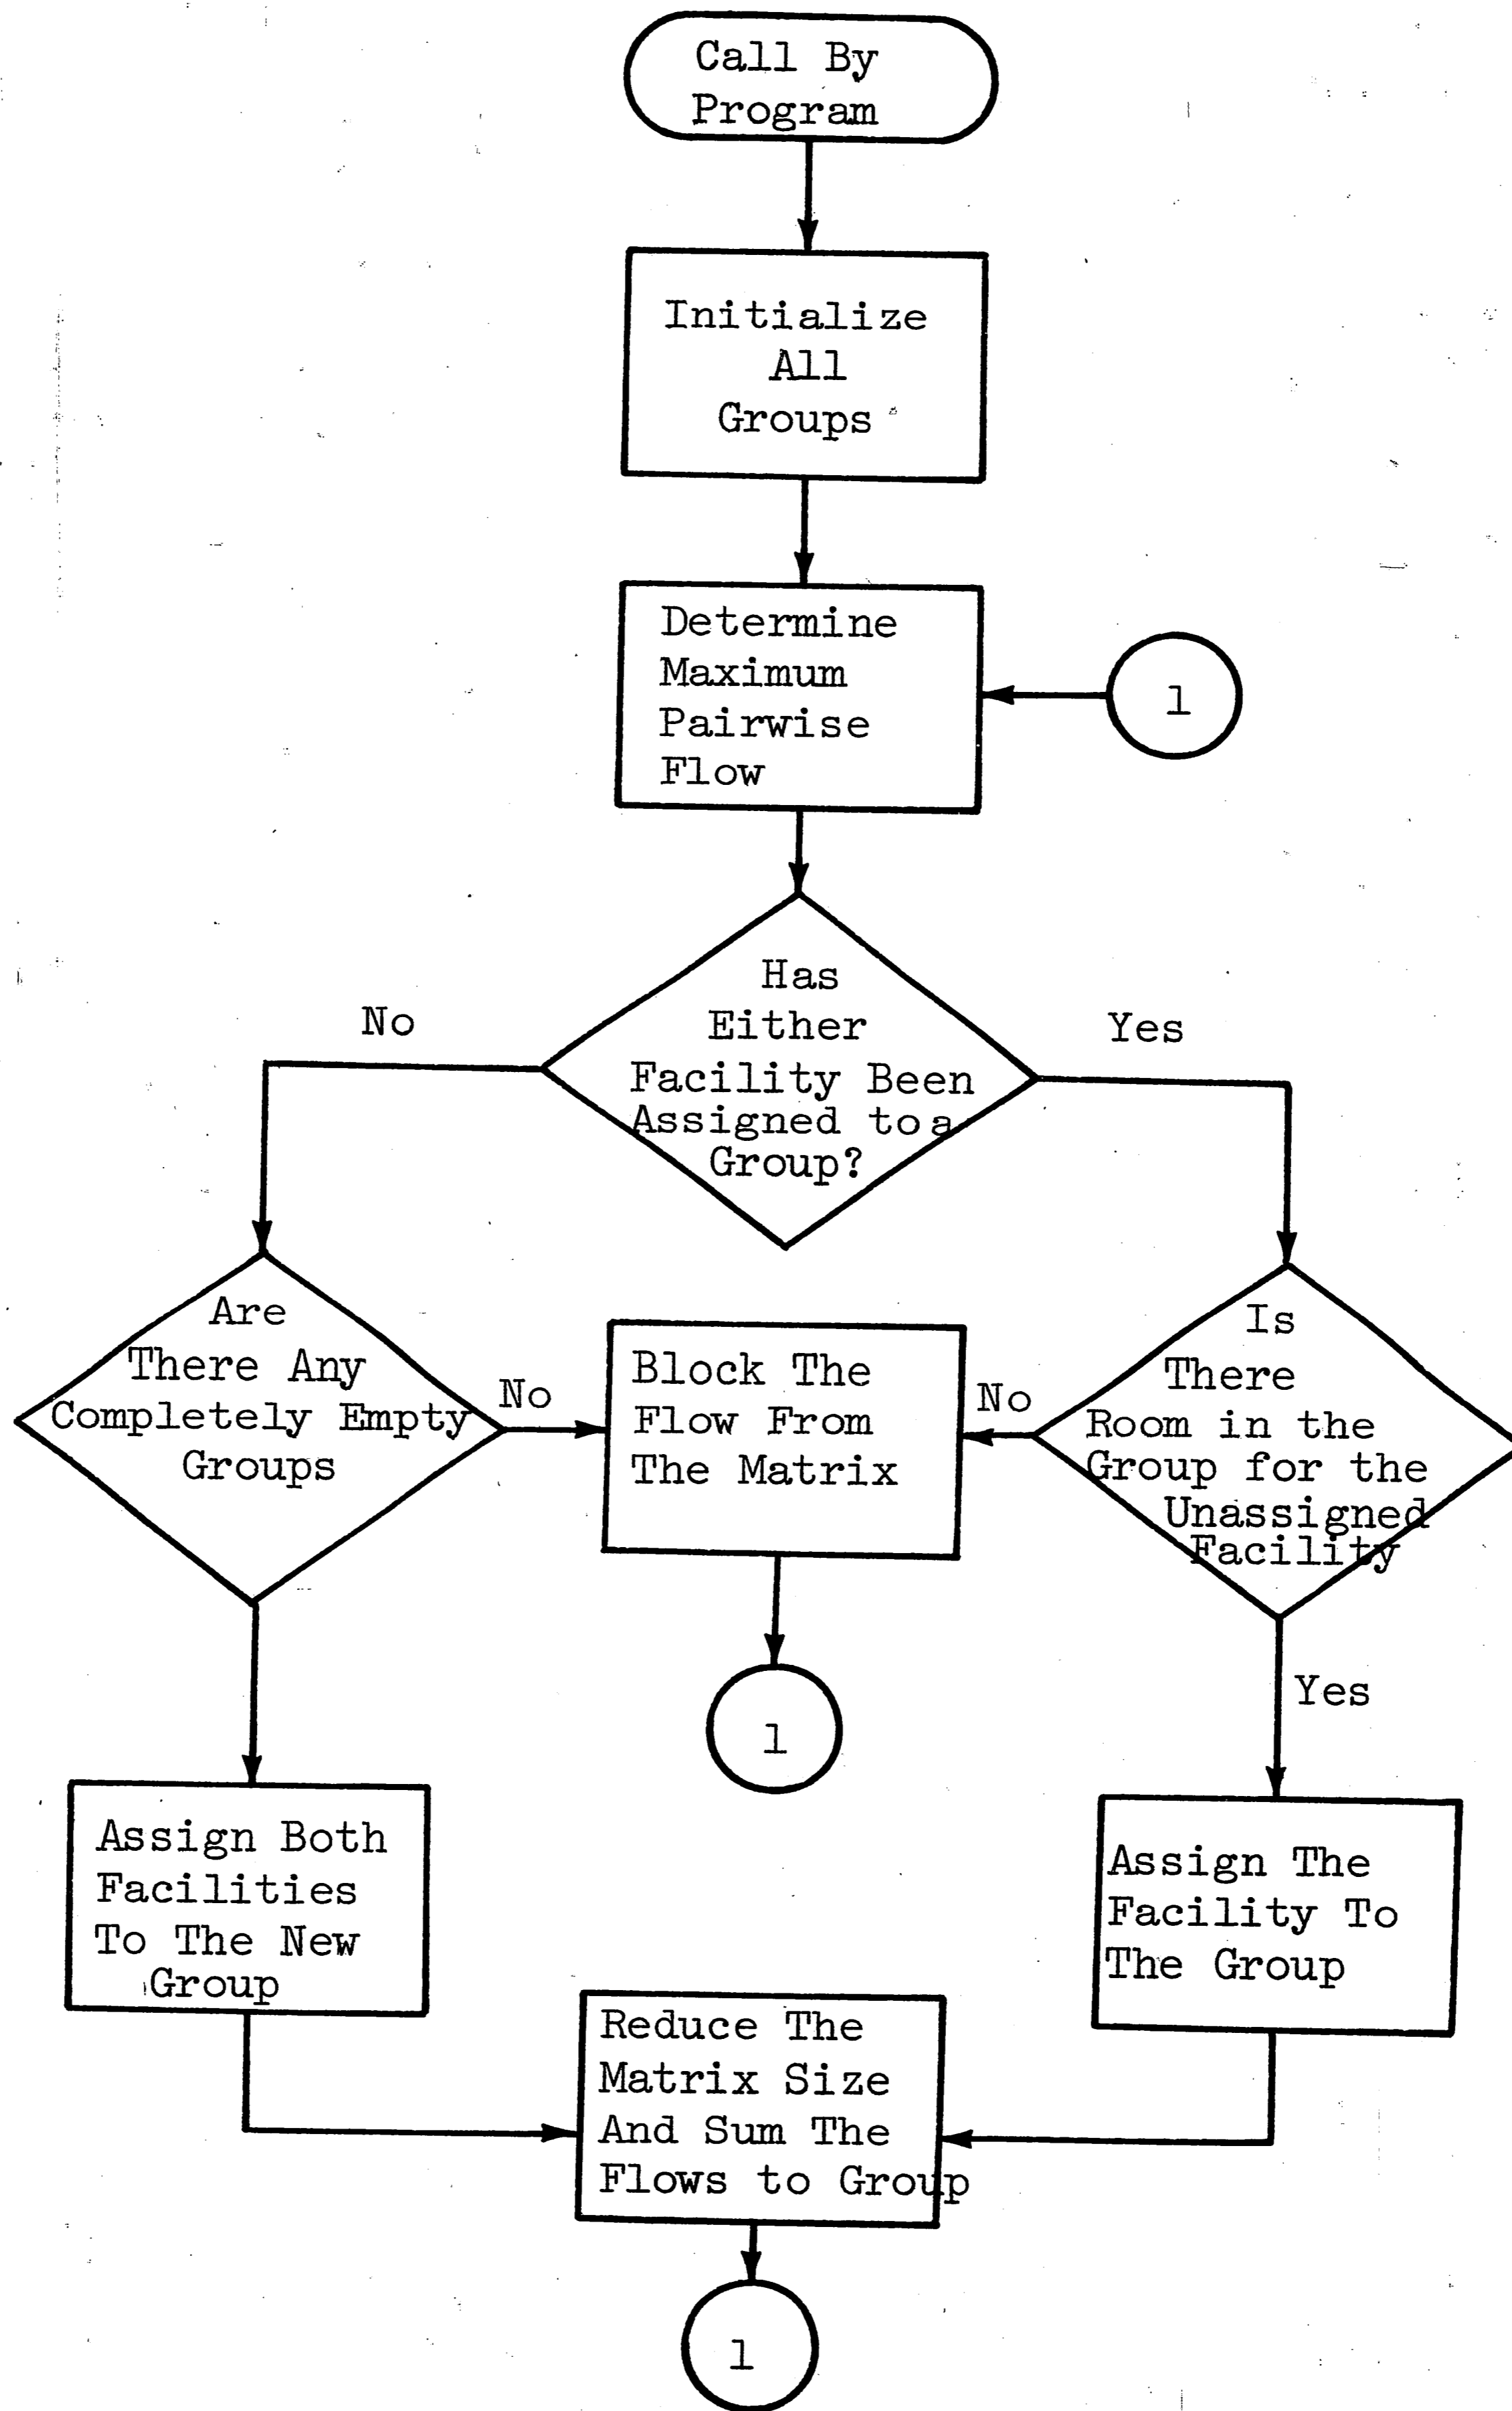 Call By
Program
Initialize
All
Groups
Determine
Maximum
Pairwise
Flow
1
Has
Either
Facility Been
Assigned to a
Group?
No
Yes
Are
There Any
Completely Empty
Groups
No
Block The
Flow From
The Matrix
No
Is
There
Room in the
Group for the
Unassigned
Facility
1
Yes
Assign Both
Facilities
To The New
Group
Assign The
Facility To
The Group
Reduce The
Matrix Size
And Sum The
Flows to Group
1